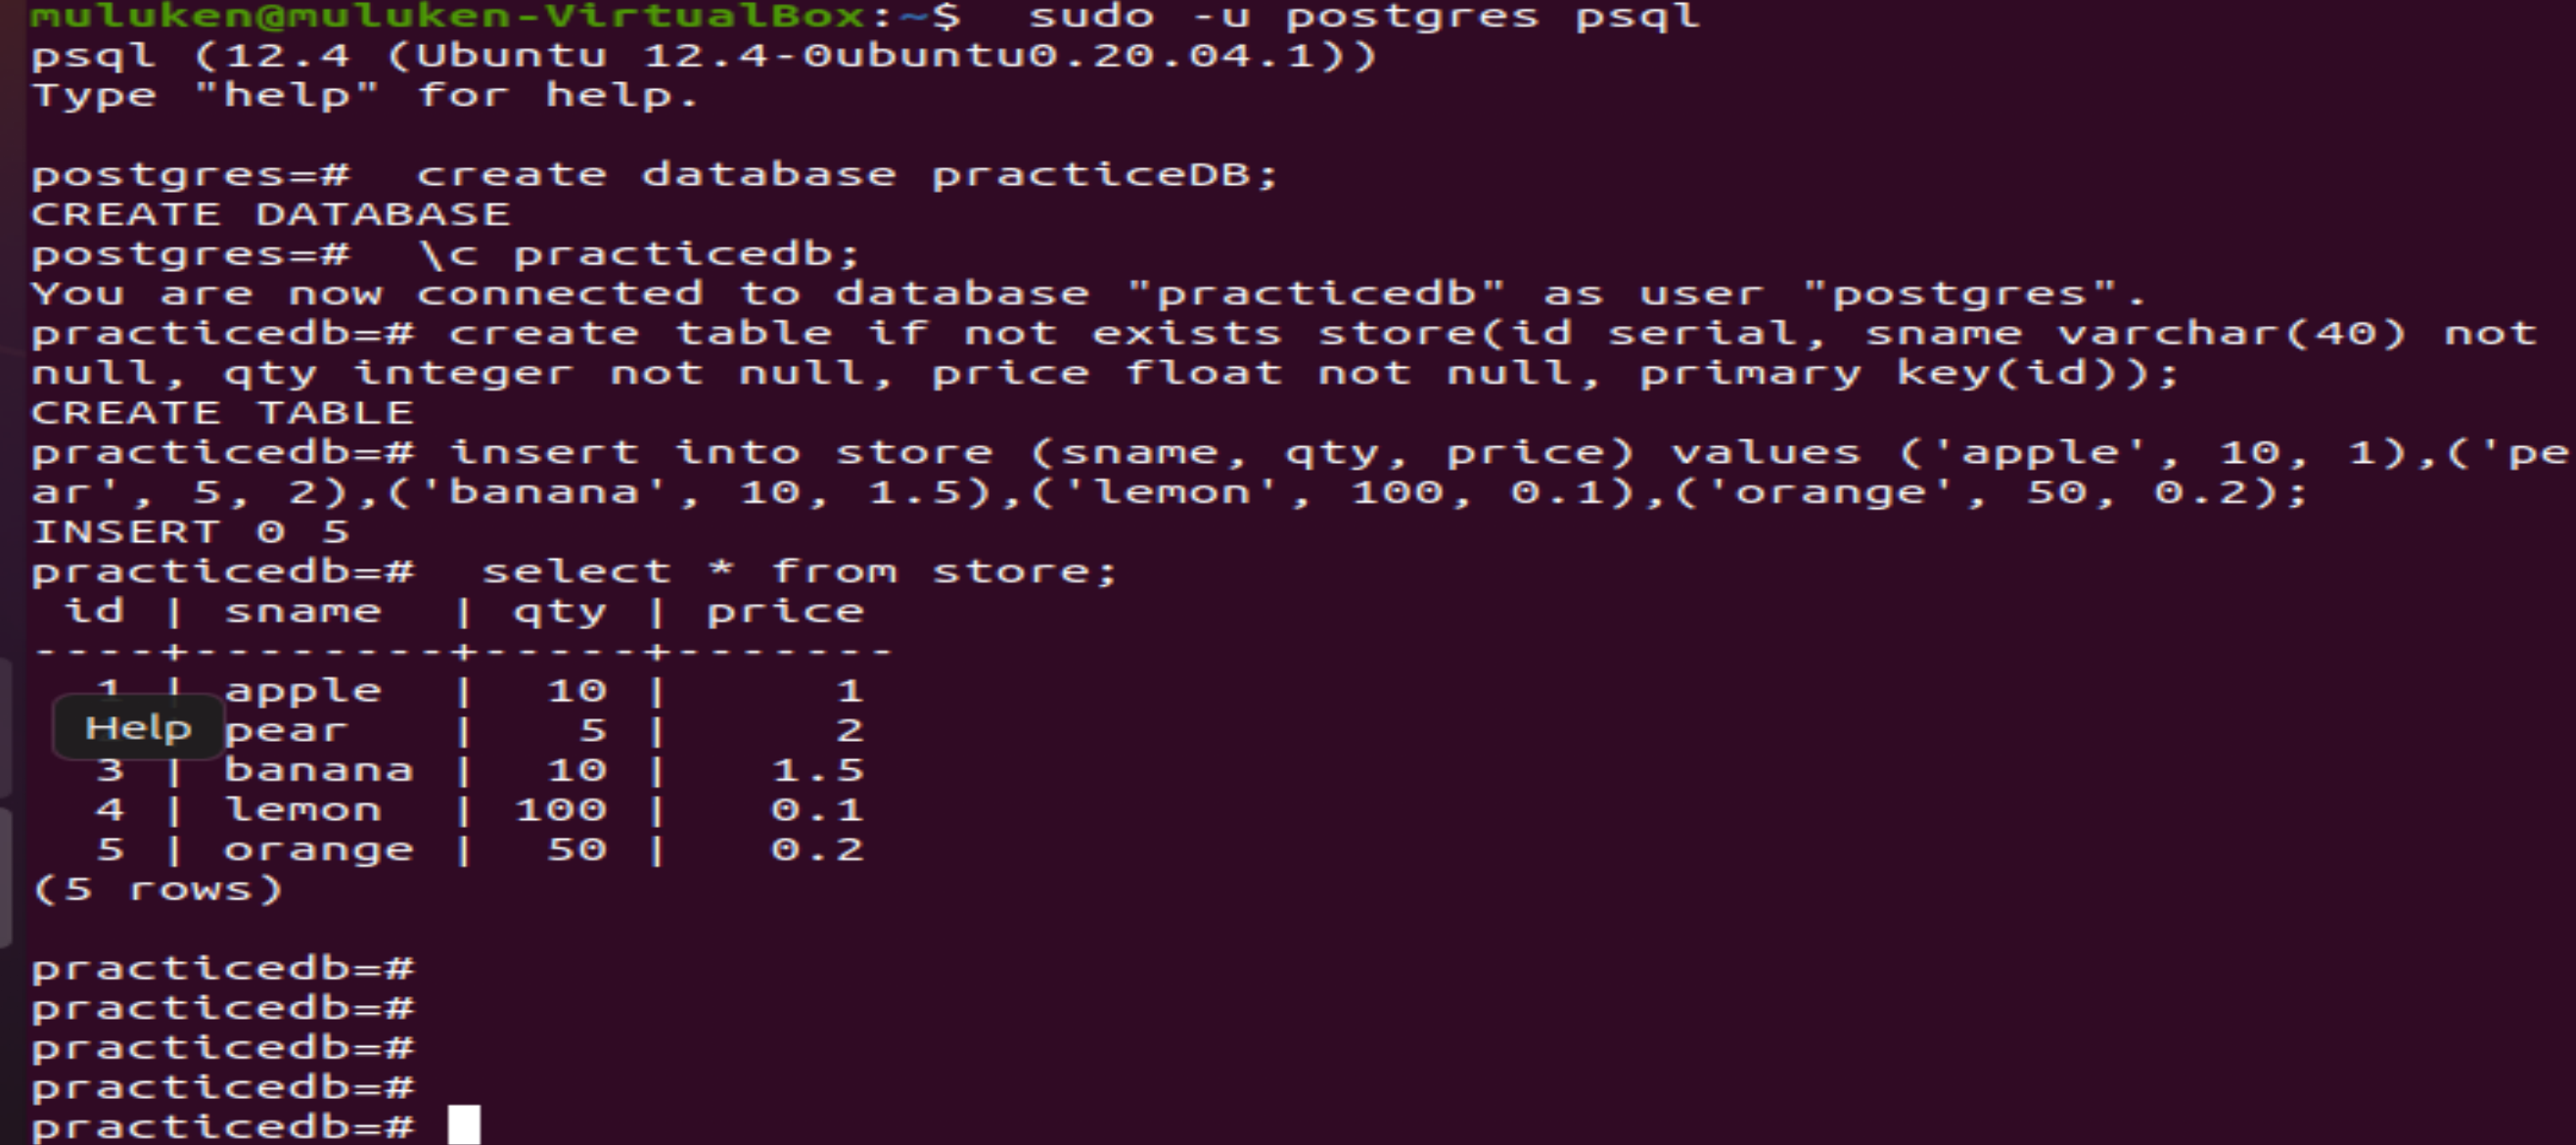 muluken@muluken-VirtualBox:~$  sudo -u postgres psql
psql (12.4 (Ubuntu 12.4-0ubuntu0.20.04.1))
Type "help" for help.

postgres=#  create database practiceDB;
CREATE DATABASE
postgres=#  \c practicedb;
You are now connected to database "practicedb" as user "postgres".
practicedb=# create table if not exists store(id serial, sname varchar(40) not
null, qty integer not null, price float not null, primary key(id));
CREATE TABLE
practicedb=# insert into store (sname, qty, price) values ('apple', 10, 1),('pe
ar', 5, 2),('banana', 10, 1.5),('lemon', 100, 0.1),('orange', 50, 0.2);
INSERT 0 5
practicedb=#  select * from store;
 id | sname  | qty | price
----+--------+-----+-------
  1 | apple  |  10 |     1
Help pear   |   5 |     2
  3 | banana |  10 |   1.5
  4 | lemon  | 100 |   0.1
  5 | orange |  50 |   0.2
(5 rows)

practicedb=#
practicedb=#
practicedb=#
practicedb=#
practicedb=#